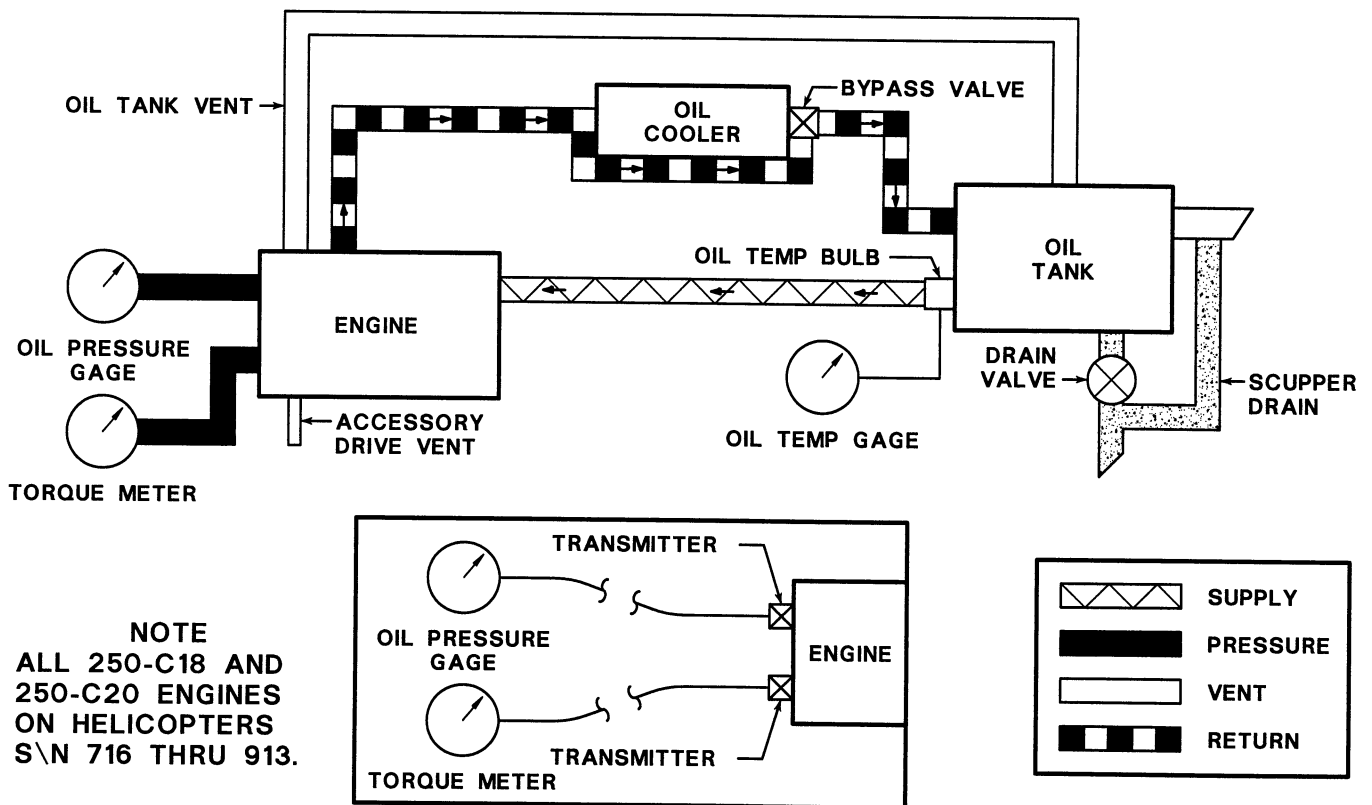 OIL TANK VENT
OIL
COOLER
BYPASS VALVE
OIL TEMP BULB
OIL
TANK
ENGINE
OIL PRESSURE
GAGE
DRAIN
VALVE
SCUPPER
DRAIN
ACCESSORY
DRIVE VENT
OIL TEMP GAGE
TORQUE METER
TRANSMITTER
OIL PRESSURE
GAGE
ENGINE
TRANSMITTER
TORQUE METER
NOTE
ALL 250-C18 AND
250-C20 ENGINES
ON HELICOPTERS
S\N 716 THRU 913.
SUPPLY
PRESSURE
VENT
RETURN